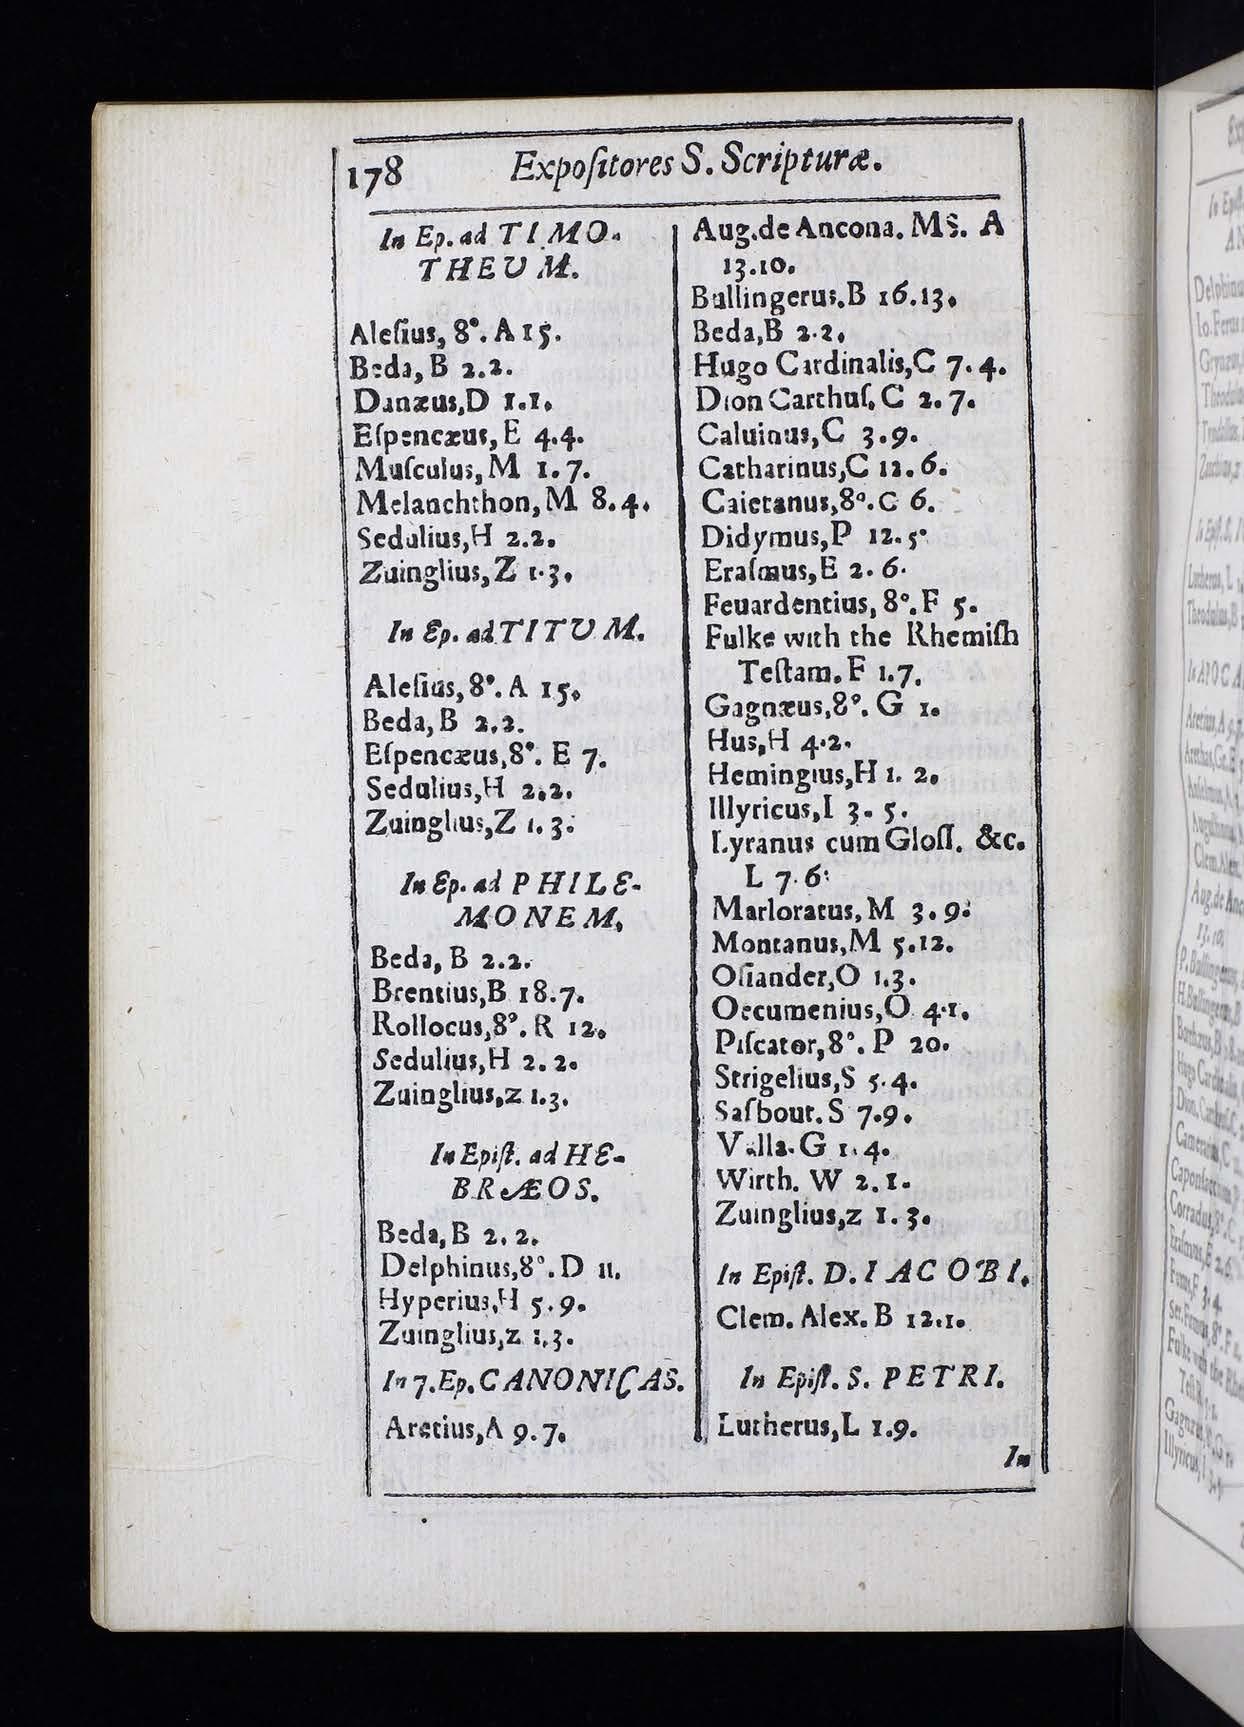 178 Expoſitores S. Scripturæ.
In Ep. ad TIMO-
THEUM.
Aleſius, 8°. A 15.
Beda, B 2.2.
Danæus,D 1.1.
Eſpencæus, E 4.4.
Muſculus, M 1.7.
Melanchthon, M 8.4.
Sedulius,H 2.2.
Zuinglius, Z 1.3.
In Ep. ad TITUM.
Aleſius, 8°. A 15.
Beda, B 2.2.
Eſpencæus,8°. E 7.
Sedulius,H 2.2.
Zuinglius,Z 1.3.
In Ep. ad PHILE-
MONEM,
Beda, B 2.2.
Brentius,B 18.7.
Rollocus,8°. R 12.
Sedulius,H 2.2.
Zuinglius,z 1.3.
In Epiſt. ad HE-
BRÆOS.
Beda, B 2.2.
Delphinus,8°. D 11.
Hyperius,H 5.9.
Zuinglius,z 1.3.
In 7.Ep. CANONICAS.
Aretius,A 9.7.
Aug.de Ancona. MS. A
13.10.
Bullingerus.B 16.13.
Beda,B 2.2.
Hugo Cardinalis,C 7.4.
Dion Carthuſ. C 2.7.
Caluinus,C 3.9.
Catharinus,C 12.6.
Caietanus,8°. C 6.
Didymus,P 12.5.
Eraſmus,E 2.6.
Feuardentius, 8°. F 5.
Fulke with the Rhemiſh
Teſtam. F 1.7.
Gagnæus,8°. G 1.
Hus,H 4.2.
Hemingius,H 1. 2.
Illyricus,I 3. 5.
Lyranus cum Gloſſ. &c.
L 7.6.
Marloratus, M 3.9.
Montanus,M 5.12.
Oſiander,O 1.3.
Oecumenius,O 4.1.
Piſcator,8°. P 20.
Strigelius,S 5.4.
Saſbout. S 7.9.
Valla. G 1.4.
Wirth. W 2.1.
Zuinglius,z 1.3.
In Epiſt. D. IACOBI.
Clem. Alex. B 12.1.
In Epiſt. S. PETRI.
Lutherus,L 1.9.
In